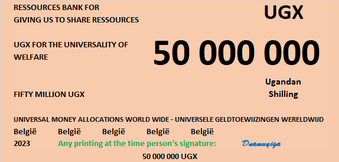 RESSOURCES BANK FOR
GIVING US TO SHARE RESSOURCES
UGX
UGX FOR THE UNIVERSALITY OF
WELFARE
50 000 000
Ugandan
Shilling
FIFTY MILLION UGX
UNIVERSAL MONEY ALLOCATIONS WORLD WIDE - UNIVERSELE GELDTOEWIJZINGEN WERELDWIJD
België België België België België
2023 Any printing at the time person's signature:
50 000 000 UGX